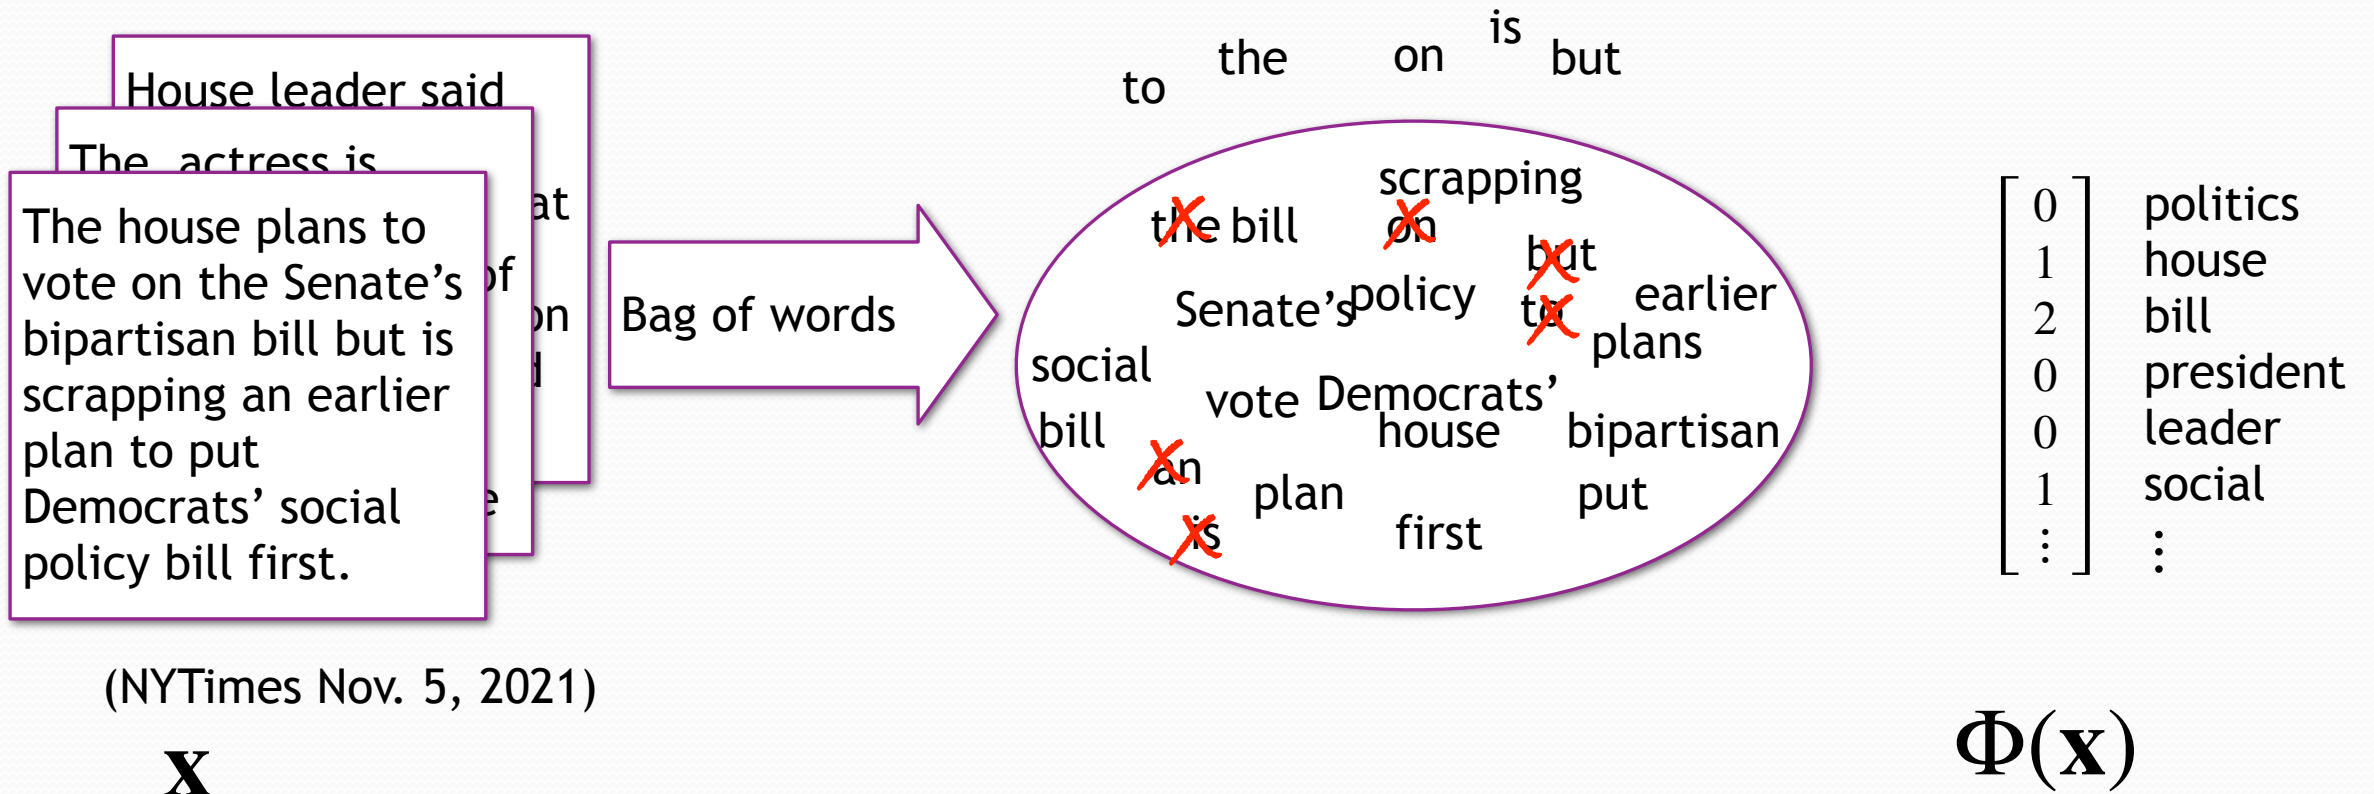 House leader said
at
The actress is
of
on
d
e
The house plans to
vote on the Senate’s
bipartisan bill but is
scrapping an earlier
plan to put
Democrats’ social
policy bill first.
(NYTimes Nov. 5, 2021)
x
Bag of words
to the on is but
scrapping
the bill on
but
Senate’s policy to earlier
plans
social
vote Democrats’
bill house bipartisan
an
plan put
is first
0 politics
1 house
2 bill
0 president
0 leader
1 social
⋮ ⋮
Φ(x)